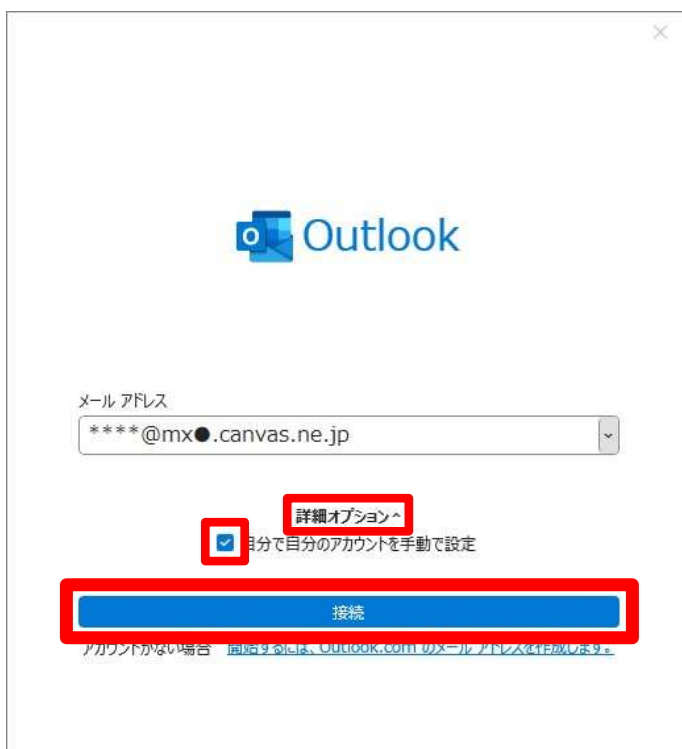 Outlook
メール アドレス
****@mx●.canvas.ne.jp
詳細オプション^
自分で自分のアカウントを手動で設定
接続
アカウントがない場合 開始するには、Outlook.com のメール アドレスを作成します。